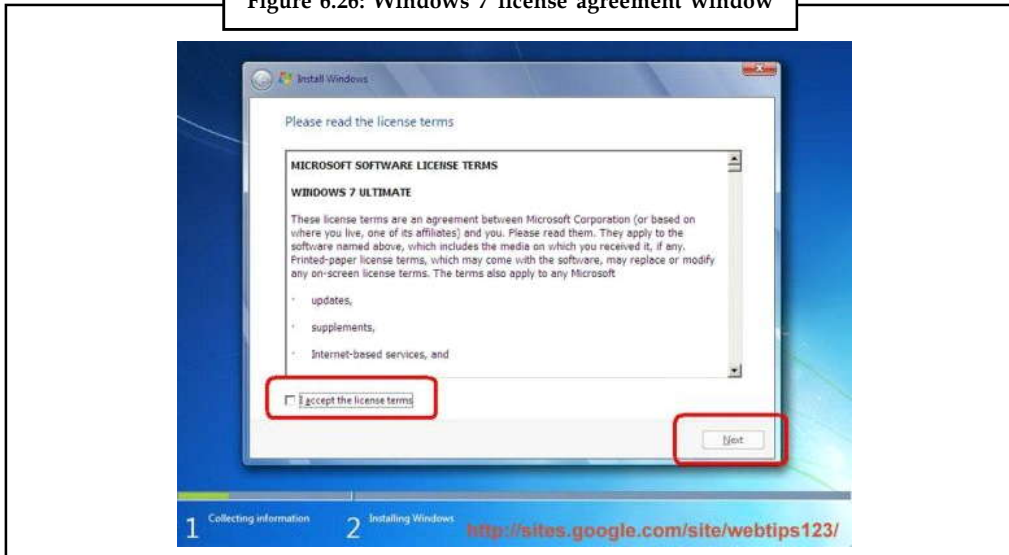 Figure 6.26: Windows 7 license agreement window
Install Windows
Please read the license terms
MICROSOFT SOFTWARE LICENSE TERMS
WINDOWS 7 ULTIMATE
These license terms are an agreement between Microsoft Corporation (or based on
where you live, one of its affiliates) and you. Please read them. They apply to the
software named above, which includes the media on which you received it, if any.
Printed-paper license terms, which may come with the software, may replace or modify
any on-screen license terms. The terms also apply to any Microsoft
· updates,
· supplements,
· Internet-based services, and
I accept the license terms
Next
1 Collecting information 2 Installing Windows
http://sites.google.com/site/webtips123/